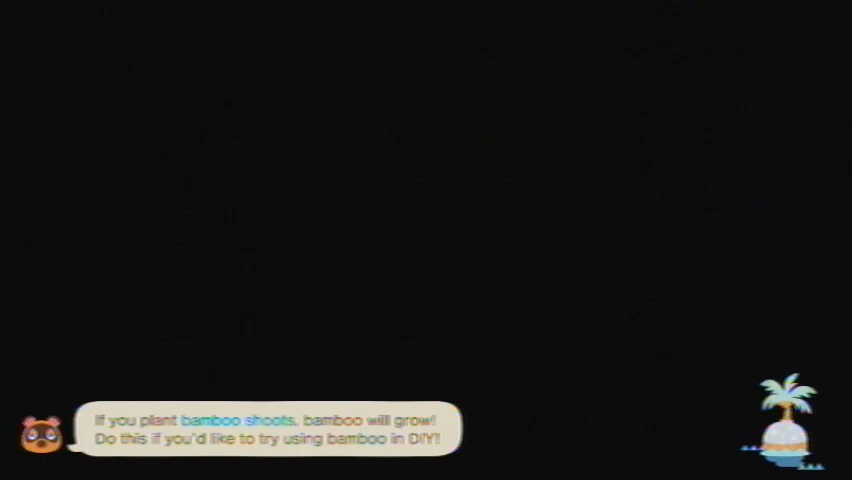 If you plant bamboo shoots, bamboo will grow!
Do this if you'd like to try using bamboo in DIY!